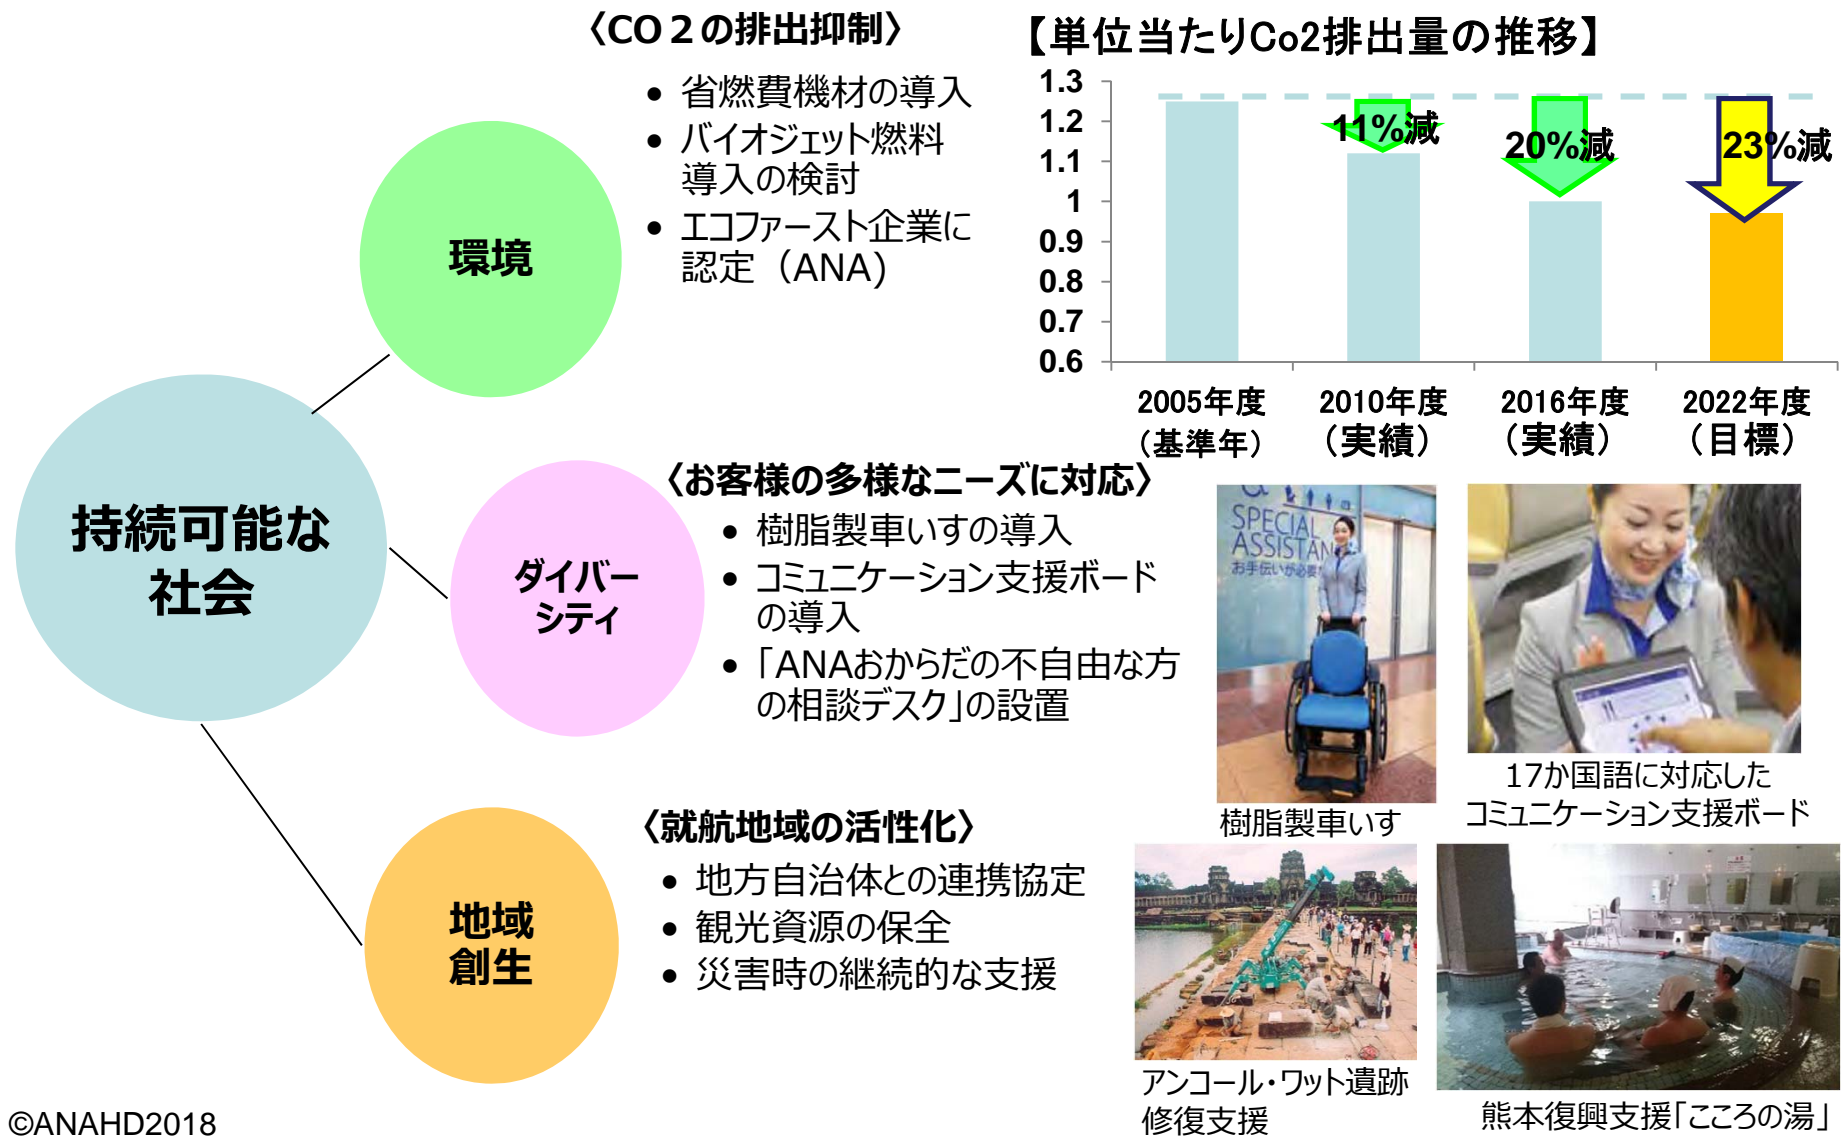 〈CO２の排出抑制〉
• 省燃費機材の導入
• バイオジェット燃料
導入の検討
• エコファースト企業に
認定（ANA)
【単位当たりCo2排出量の推移】
1.3
1.2
1.1
1
0.9
0.8
0.7
0.6
11%減
20%減
23%減
2005年度
（基準年）
2010年度
（実績）
2016年度
（実績）
2022年度
（目標）
環境
持続可能な
社会
ダイバー
シティ
〈お客様の多様なニーズに対応〉
• 樹脂製車いすの導入
• コミュニケーション支援ボード
の導入
• 「ANAおからだの不自由な方
の相談デスク」の設置
SPECIAL
ASSISTAN
お手伝いが必要
樹脂製車いす
17か国語に対応した
コミュニケーション支援ボード
地域
創生
〈就航地域の活性化〉
• 地方自治体との連携協定
• 観光資源の保全
• 災害時の継続的な支援
アンコール・ワット遺跡
修復支援
熊本復興支援「こころの湯」
©ANAHD2018